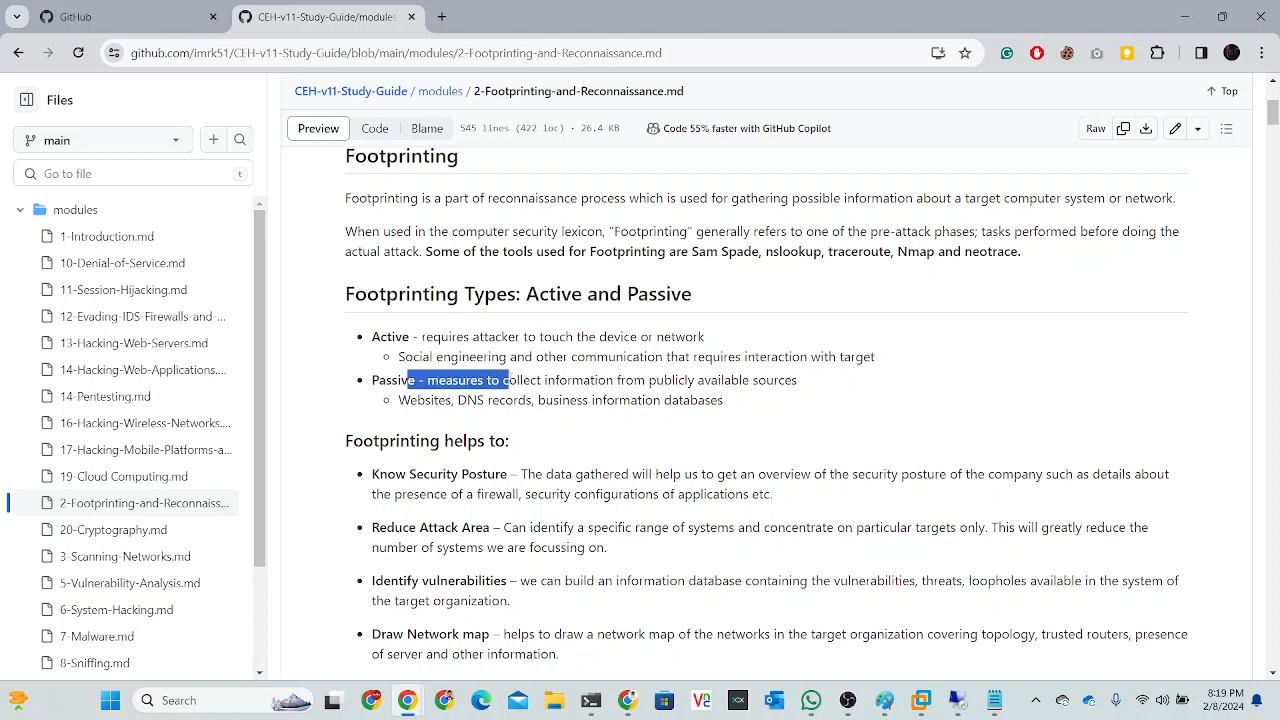 GitHub
CEH-v11-Study-Guide/modules/
github.com/imrk51/CEH-v11-Study-Guide/blob/main/modules/2-Footprinting-and-Reconnaissance.md
Files
CEH-v11-Study-Guide / modules / 2-Footprinting-and-Reconnaissance.md
Top
main
Preview Code Blame 545 lines (422 loc) · 26.4 KB Code 55% faster with GitHub Copilot Raw
Go to file t
modules
1-Introduction.md
10-Denial-of-Service.md
11-Session-Hijacking.md
12-Evading-IDS-Firewalls-and-...
13-Hacking-Web-Servers.md
14-Hacking-Web-Applications...
14-Pentesting.md
16-Hacking-Wireless-Networks....
17-Hacking-Mobile-Platforms-a...
19-Cloud Computing.md
2-Footprinting-and-Reconnaiss...
20-Cryptography.md
3-Scanning-Networks.md
5-Vulnerability-Analysis.md
6-System-Hacking.md
7-Malware.md
8-Sniffing.md
Footprinting
Footprinting is a part of reconnaissance process which is used for gathering possible information about a target computer system or network.
When used in the computer security lexicon, "Footprinting" generally refers to one of the pre-attack phases; tasks performed before doing the
actual attack. Some of the tools used for Footprinting are Sam Spade, nslookup, traceroute, Nmap and neotrace.
Footprinting Types: Active and Passive
Active - requires attacker to touch the device or network
Social engineering and other communication that requires interaction with target
Passive - measures to collect information from publicly available sources
Websites, DNS records, business information databases
Footprinting helps to:
Know Security Posture – The data gathered will help us to get an overview of the security posture of the company such as details about
the presence of a firewall, security configurations of applications etc.
Reduce Attack Area – Can identify a specific range of systems and concentrate on particular targets only. This will greatly reduce the
number of systems we are focussing on.
Identify vulnerabilities – we can build an information database containing the vulnerabilities, threats, loopholes available in the system of
the target organization.
Draw Network map – helps to draw a network map of the networks in the target organization covering topology, trusted routers, presence
of server and other information.
Search
8:19 PM
2/8/2024